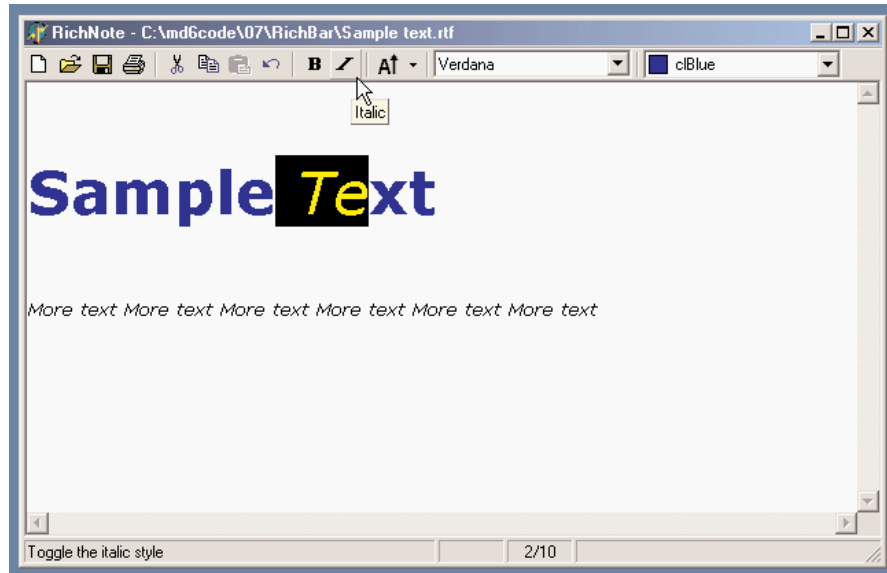 RichNote - C:\md6code\07\RichBar\Sample text.rtf
B I A Verdana clBlue
Italic
Sample Text
More text More text More text More text More text More text
Toggle the italic style 2/10